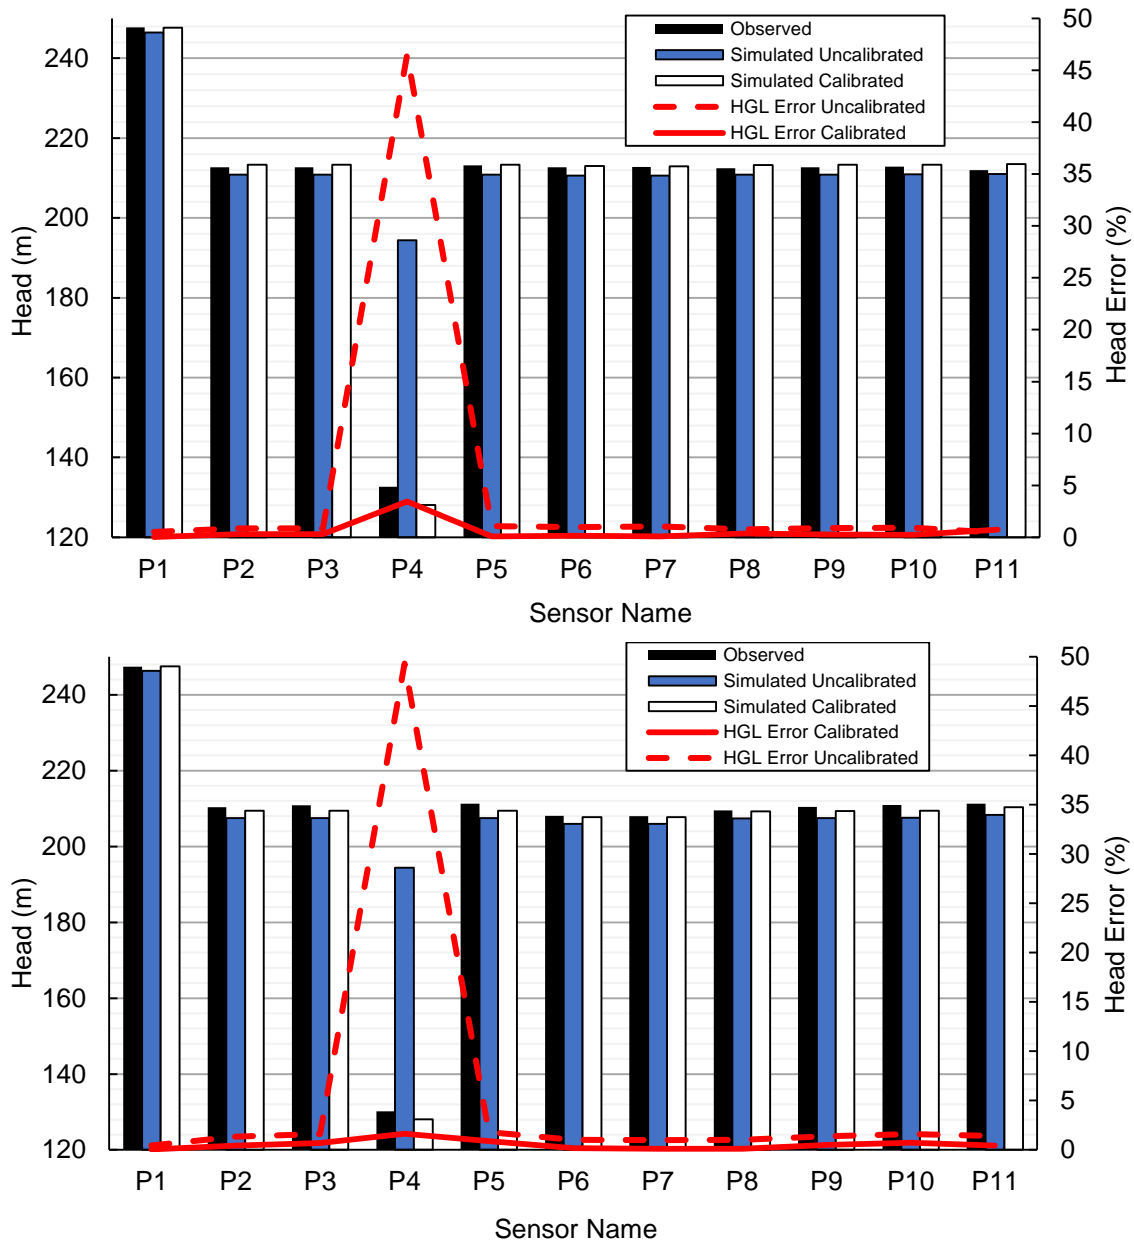 Observed
Simulated Uncalibrated
Simulated Calibrated
HGL Error Uncalibrated
HGL Error Calibrated
Head (m)
240
220
200
180
160
140
120
50
45
40
35
30
25
20
15
10
5
0
Head Error (%)
P1 P2 P3 P4 P5 P6 P7 P8 P9 P10 P11
Sensor Name
Observed
Simulated Uncalibrated
Simulated Calibrated
HGL Error Calibrated
HGL Error Uncalibrated
Head (m)
240
220
200
180
160
140
120
50
45
40
35
30
25
20
15
10
5
0
Head Error (%)
P1 P2 P3 P4 P5 P6 P7 P8 P9 P10 P11
Sensor Name